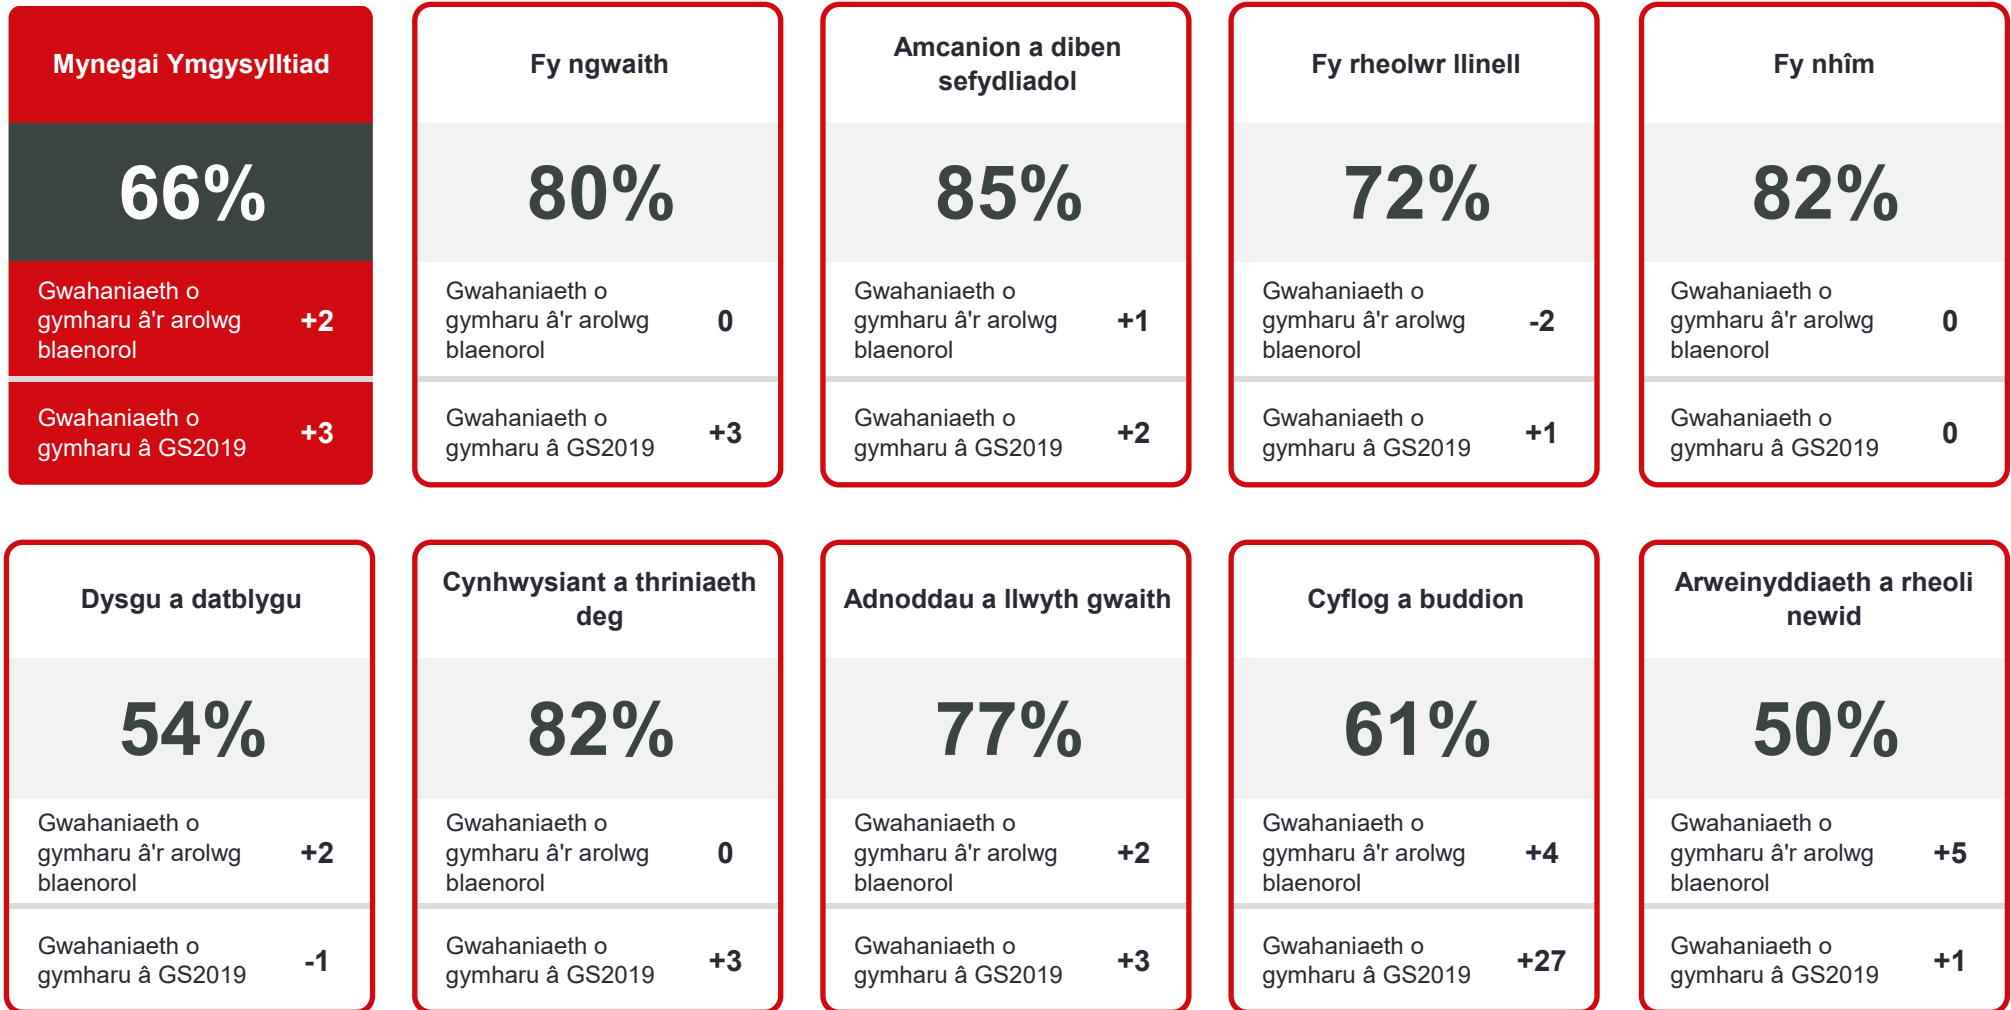 Mynegai Ymgysylltiad
66%
Gwahaniaeth o
gymharu â'r arolwg
blaenorol
+2
Gwahaniaeth o
gymharu â GS2019
+3
Fy ngwaith
80%
Gwahaniaeth o
gymharu â'r arolwg
blaenorol
0
Gwahaniaeth o
gymharu â GS2019
+3
Amcanion a diben
sefydliadol
85%
Gwahaniaeth o
gymharu â'r arolwg
blaenorol
+1
Gwahaniaeth o
gymharu â GS2019
+2
Fy rheolwr llinell
72%
Gwahaniaeth o
gymharu â'r arolwg
blaenorol
-2
Gwahaniaeth o
gymharu â GS2019
+1
Fy nhîm
82%
Gwahaniaeth o
gymharu â'r arolwg
blaenorol
0
Gwahaniaeth o
gymharu â GS2019
0
Dysgu a datblygu
54%
Gwahaniaeth o
gymharu â'r arolwg
blaenorol
+2
Gwahaniaeth o
gymharu â GS2019
-1
Cynhwysiant a thriniaeth
deg
82%
Gwahaniaeth o
gymharu â'r arolwg
blaenorol
0
Gwahaniaeth o
gymharu â GS2019
+3
Adnoddau a llwyth gwaith
77%
Gwahaniaeth o
gymharu â'r arolwg
blaenorol
+2
Gwahaniaeth o
gymharu â GS2019
+3
Cyflog a buddion
61%
Gwahaniaeth o
gymharu â'r arolwg
blaenorol
+4
Gwahaniaeth o
gymharu â GS2019
+27
Arweinyddiaeth a rheoli
newid
50%
Gwahaniaeth o
gymharu â'r arolwg
blaenorol
+5
Gwahaniaeth o
gymharu â GS2019
+1